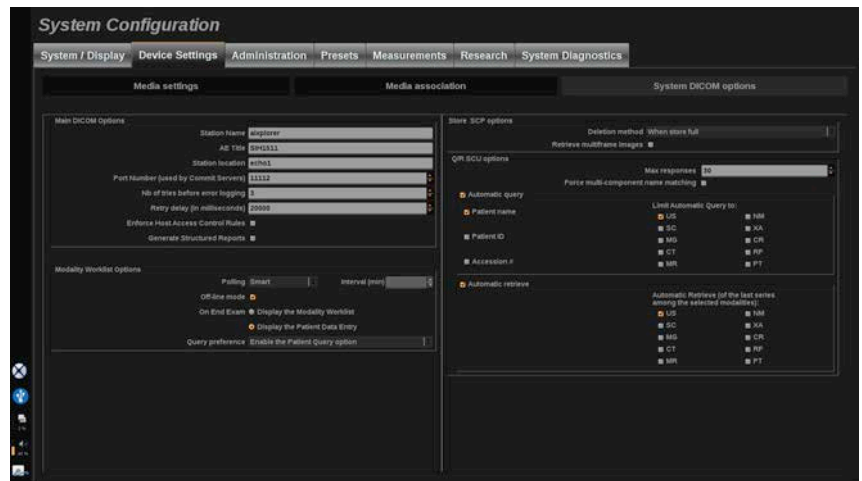 System Configuration
System / Display Device Settings Administration Presets Measurements Research System Diagnostics
Media settings Media association System DICOM options
Main DICOM Options
Station Name aixplorer
AE Title
Station location echo1
Port Number (used by Commit Servers) 11112
Nb of tries before error logging 3
Retry delay (in milliseconds) 20000
Enforce Host Access Control Rules
Generate Structured Reports
Modality Worklist Options
Polling Smart Interval (min)
Off-line mode
On End Exam Display the Modality Worklist
Display the Patient Data Entry
Query preference Enable the Patient Query option
Store SCP options
Deletion method When store full
Retrieve multiframe images
Q/R SCU options
Max responses 30
Force multi-component name matching
Automatic query
Limit Automatic Query to:
Patient name
US NM
SC XA
Patient ID
MG CR
CT RF
Accession #
MR PT
Automatic retrieve
Automatic Retrieve (of the last series
among the selected modalities):
US NM
SC XA
MG CR
CT RF
MR PT